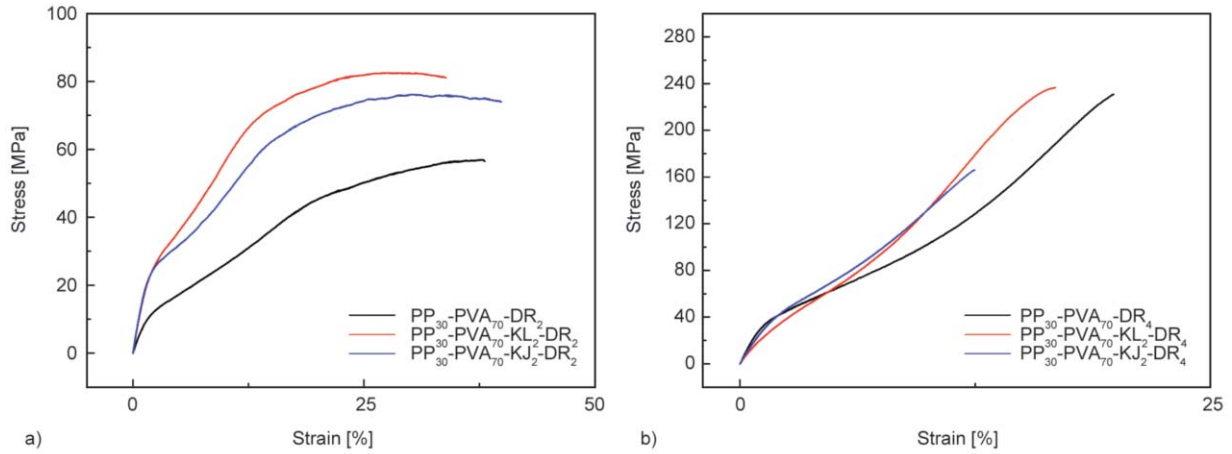 100
80
60
40
20
0
Stress [MPa]
PP₃₀-PVA₇₀-DR₂
PP₃₀-PVA₇₀-KL₂-DR₂
PP₃₀-PVA₇₀-KJ₂-DR₂
0
25
50
Strain [%]
a)
280
240
200
160
120
80
40
0
Stress [MPa]
PP₃₀-PVA₇₀-DR₄
PP₃₀-PVA₇₀-KL₂-DR₄
PP₃₀-PVA₇₀-KJ₂-DR₄
0
25
Strain [%]
b)